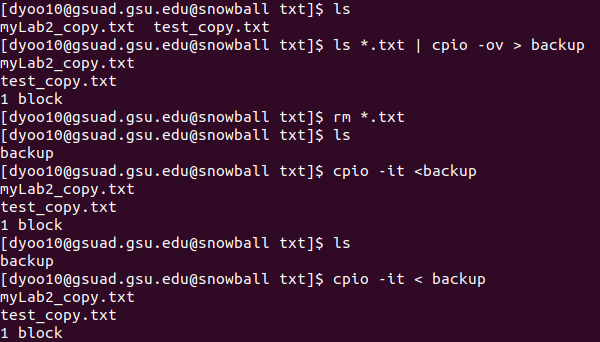 [dyoo10@gsuad.gsu.edu@snowball txt]$ ls
myLab2_copy.txt  test_copy.txt
[dyoo10@gsuad.gsu.edu@snowball txt]$ ls *.txt | cpio -ov > backup
myLab2_copy.txt
test_copy.txt
1 block
[dyoo10@gsuad.gsu.edu@snowball txt]$ rm *.txt
[dyoo10@gsuad.gsu.edu@snowball txt]$ ls
backup
[dyoo10@gsuad.gsu.edu@snowball txt]$ cpio -it <backup
myLab2_copy.txt
test_copy.txt
1 block
[dyoo10@gsuad.gsu.edu@snowball txt]$ ls
backup
[dyoo10@gsuad.gsu.edu@snowball txt]$ cpio -it < backup
myLab2_copy.txt
test_copy.txt
1 block